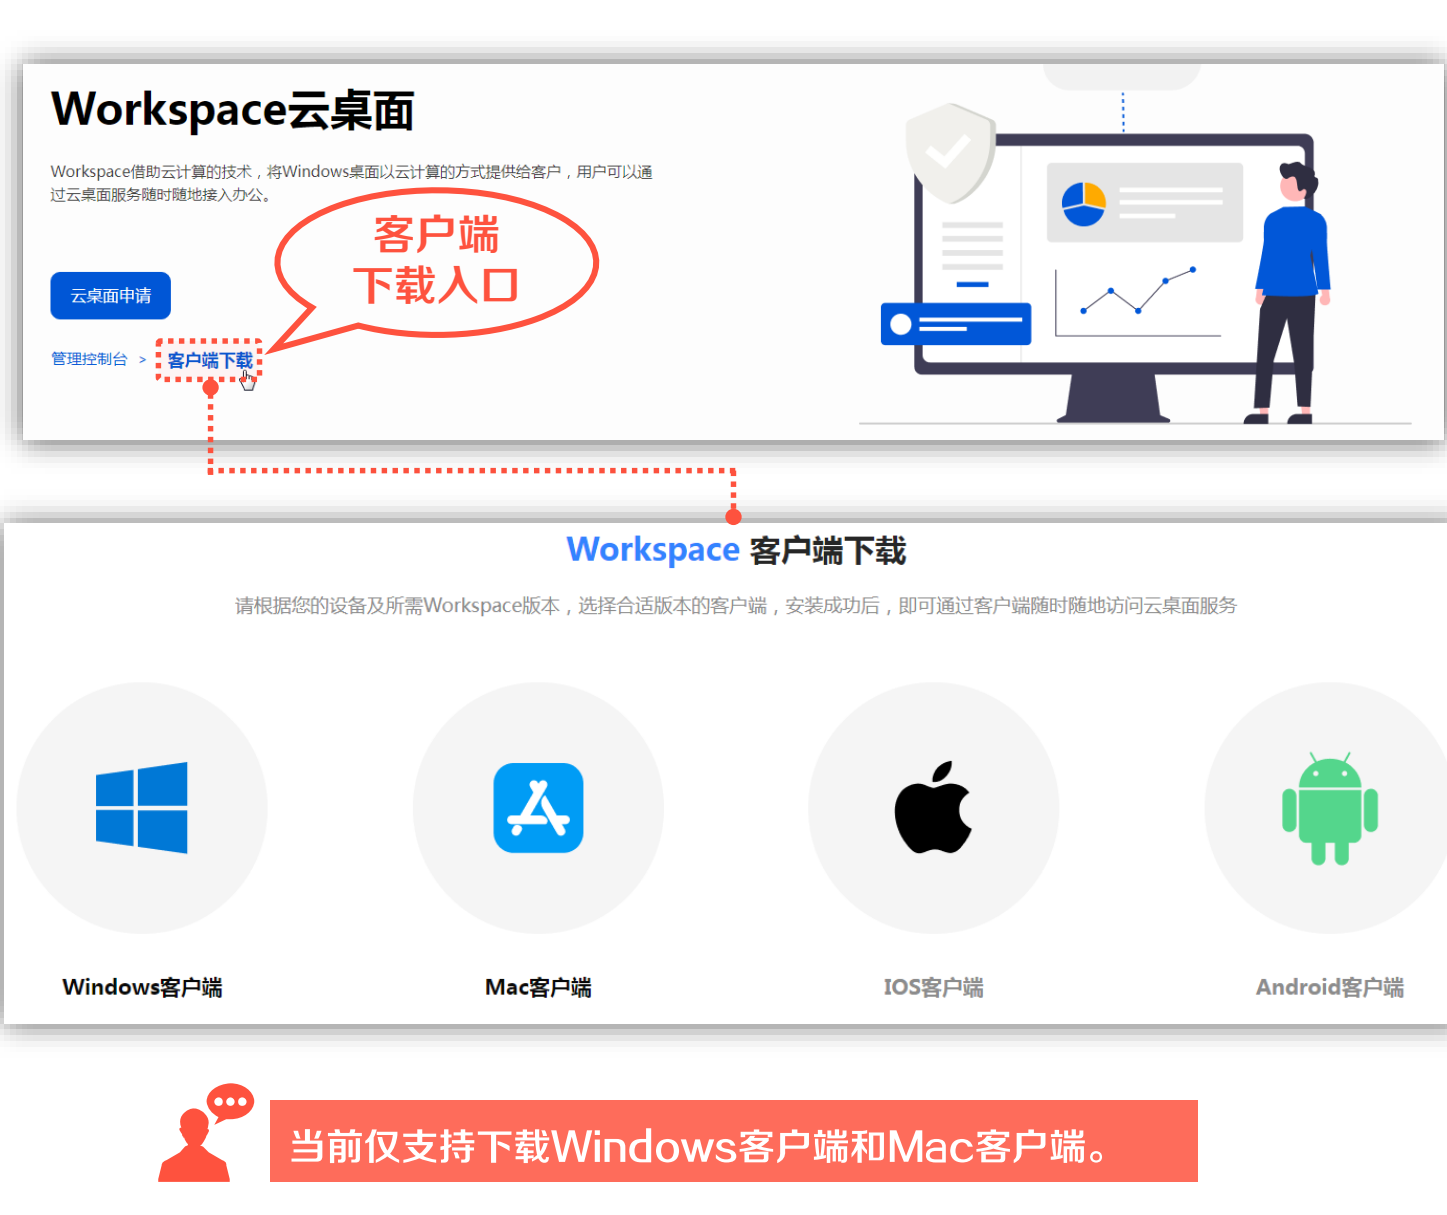 Workspace云桌面
Workspace借助云计算的技术，将Windows桌面以云计算的方式提供给客户，用户可以通
过云桌面服务随时随地接入办公。
客户端
下载入口
云桌面申请
管理控制台 > 客户端下载
Workspace 客户端下载
请根据您的设备及所需Workspace版本，选择合适版本的客户端，安装成功后，即可通过客户端随时随地访问云桌面服务
Windows客户端
Mac客户端
IOS客户端
Android客户端
当前仅支持下载Windows客户端和Mac客户端。